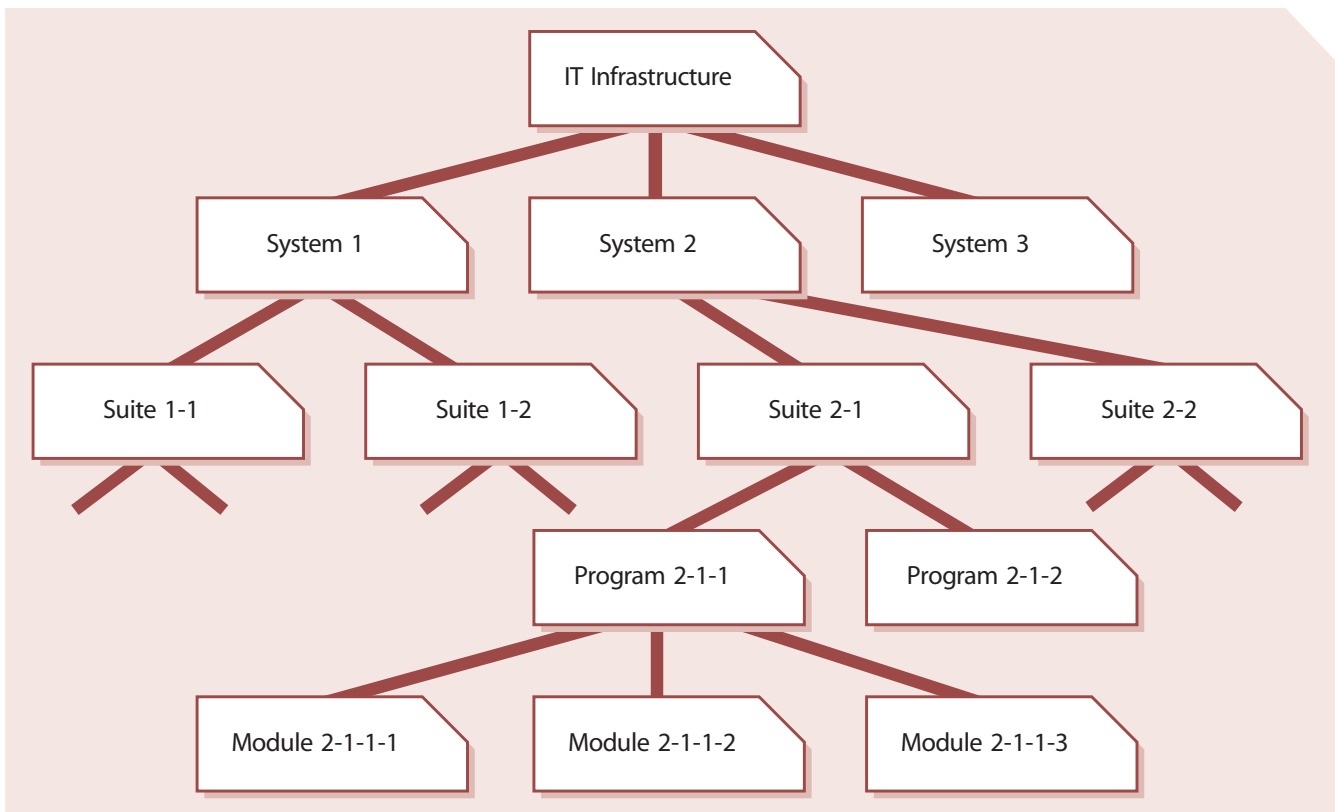 IT Infrastructure
System 1
System 2
System 3
Suite 1-1
Suite 1-2
Suite 2-1
Suite 2-2
Program 2-1-1
Program 2-1-2
Module 2-1-1-1
Module 2-1-1-2
Module 2-1-1-3